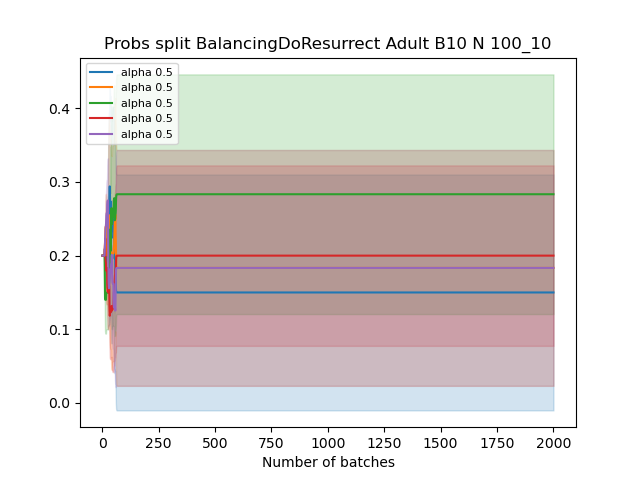 Probs split BalancingDoResurrect Adult B10 N 100_10
alpha 0.5
alpha 0.5
alpha 0.5
alpha 0.5
alpha 0.5
0.4
0.3
0.2
0.1
0.0
0 250 500 750 1000 1250 1500 1750 2000
Number of batches